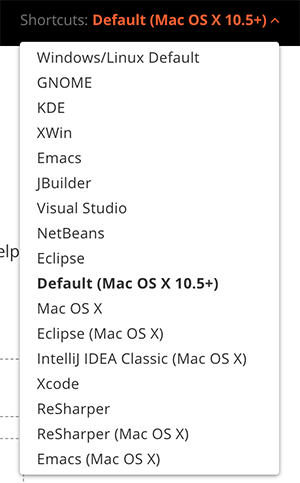 Shortcuts: Default (Mac OS X 10.5+)
Windows/Linux Default
GNOME
KDE
XWin
Emacs
JBuilder
Visual Studio
NetBeans
elp
Eclipse
Default (Mac OS X 10.5+)
Mac OS X
Eclipse (Mac OS X)
IntelliJ IDEA Classic (Mac OS X)
Xcode
ReSharper
ReSharper (Mac OS X)
Emacs (Mac OS X)